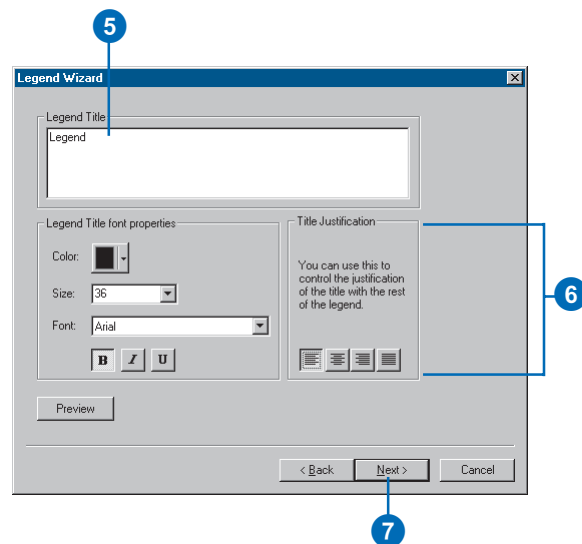 5
Legend Wizard
Legend Title
Legend
Legend Title font properties
Color:
Size: 36
Font: Arial
B I U
Title Justification
You can use this to
control the justification
of the title with the rest
of the legend.
6
Preview
< Back Next > Cancel
7